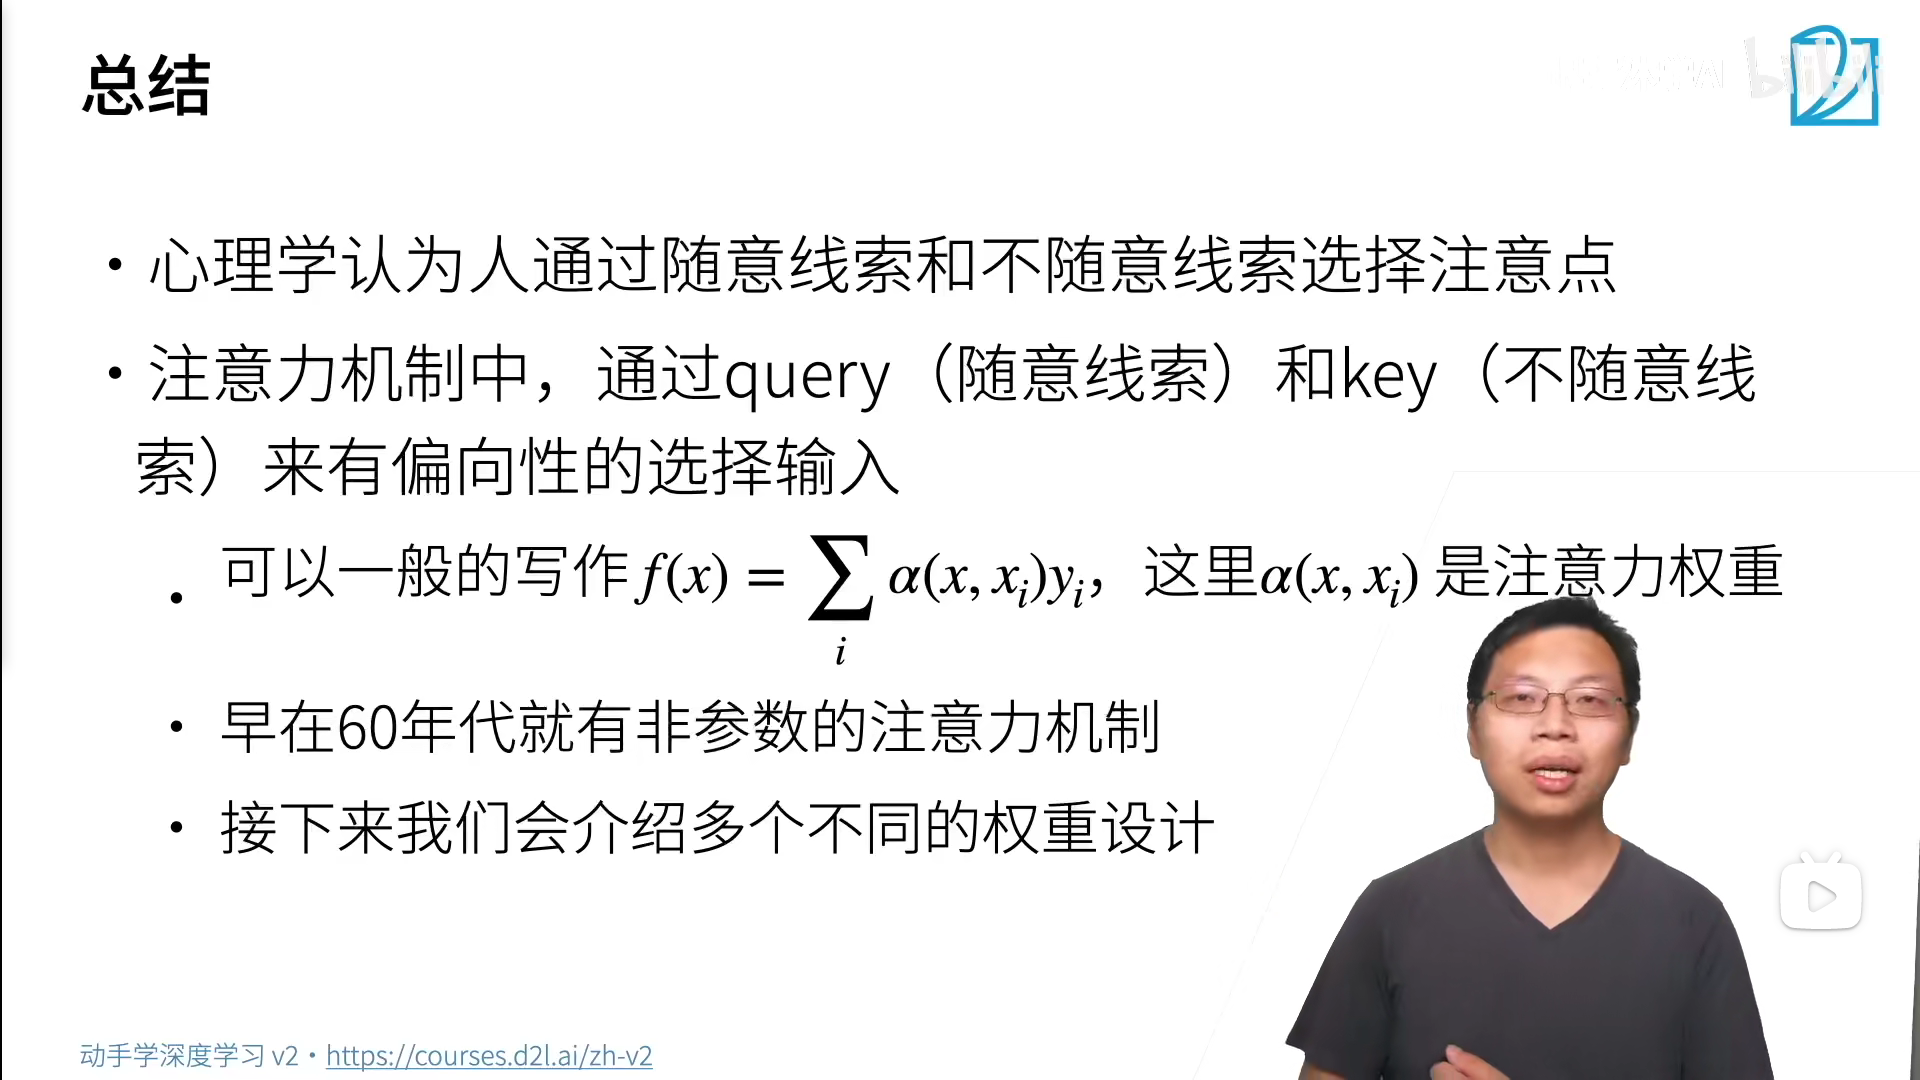 总结
• 心理学认为人通过随意线索和不随意线索选择注意点
• 注意力机制中，通过query（随意线索）和key（不随意线
索）来有偏向性的选择输入
• 可以一般的写作 f(x) = ∑_i α(x, x_i)y_i，这里α(x, x_i) 是注意力权重
• 早在60年代就有非参数的注意力机制
• 接下来我们会介绍多个不同的权重设计
动手学深度学习 v2 • https://courses.d2l.ai/zh-v2